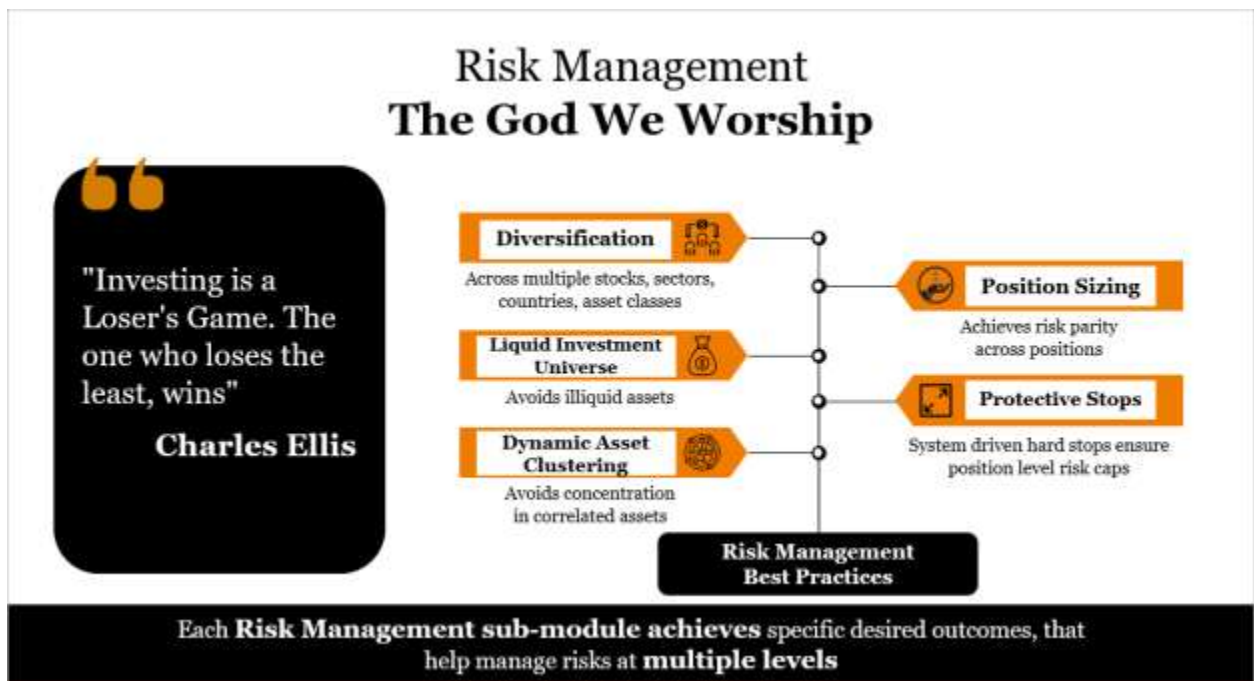 Risk Management
The God We Worship
"Investing is a
Loser's Game. The
one who loses the
least, wins"
Charles Ellis
Diversification
Across multiple stocks, sectors,
countries, asset classes
Position Sizing
Achieves risk parity
across positions
Liquid Investment
Universe
Avoids illiquid assets
Protective Stops
System driven hard stops ensure
position level risk caps
Dynamic Asset
Clustering
Avoids concentration
in correlated assets
Risk Management
Best Practices
Each Risk Management sub-module achieves specific desired outcomes, that
help manage risks at multiple levels